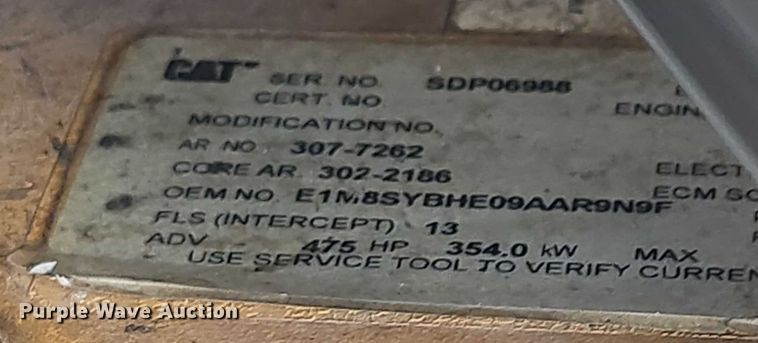 CAT SER. NO. SDP06988
CERT. NO. ENGIN
MODIFICATION NO.
AR NO. 307-7262
CORE AR. 302-2186 ELECT
OEM NO. E1M8SYBHE09AAR9N9F ECM SO
FLS (INTERCEPT) 13
ADV 475 HP 354.0 kW MAX
USE SERVICE TOOL TO VERIFY CURREN
Purple Wave Auction